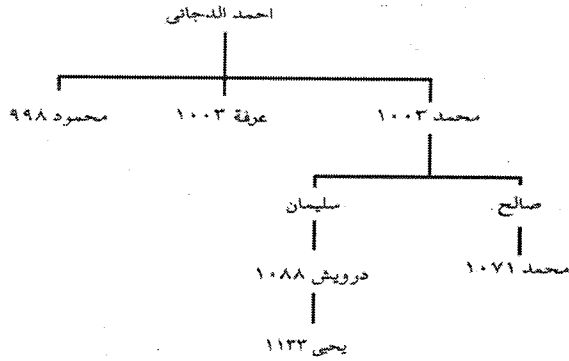 احمد الدجاني
محمد ١٠٠٣ عرفة ١٠٠٣ محمود ٩٩٨
صالح سليمان
محمد ١٠٧١ درويش ١٠٨٨
يحيى ١١٣٣